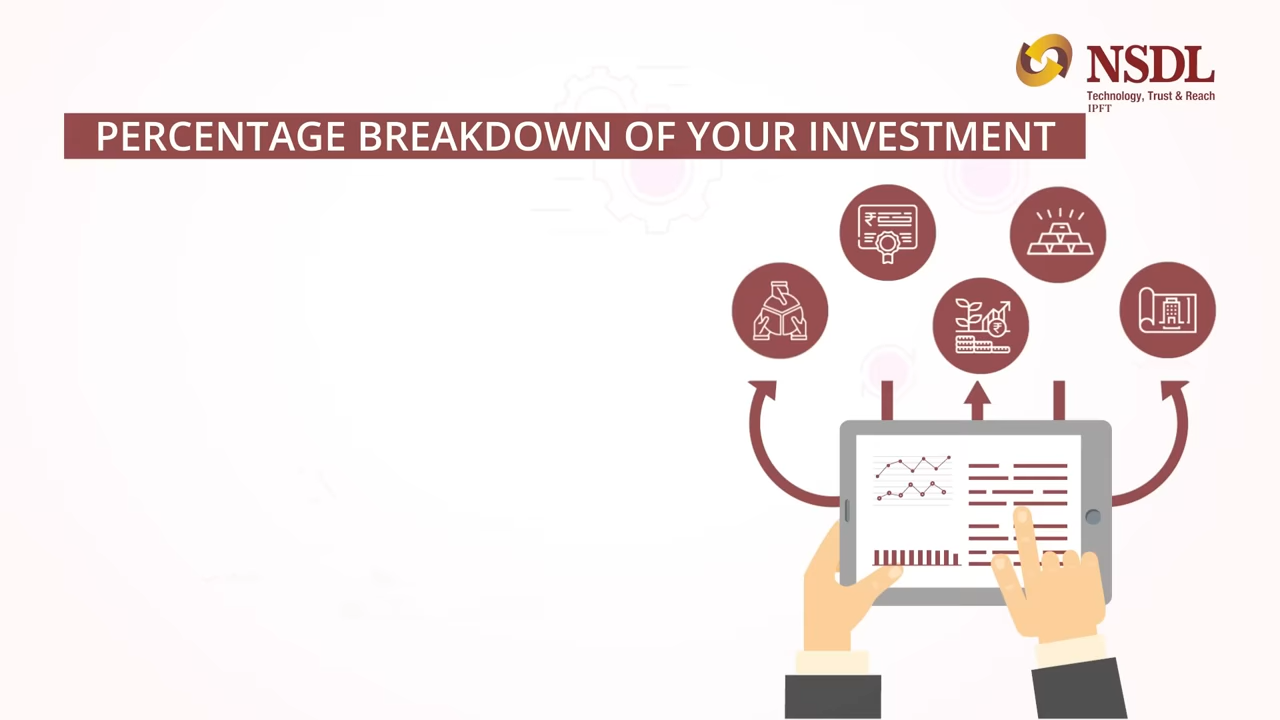 NSDL
Technology, Trust & Reach
IPFT
PERCENTAGE BREAKDOWN OF YOUR INVESTMENT
₹
₹